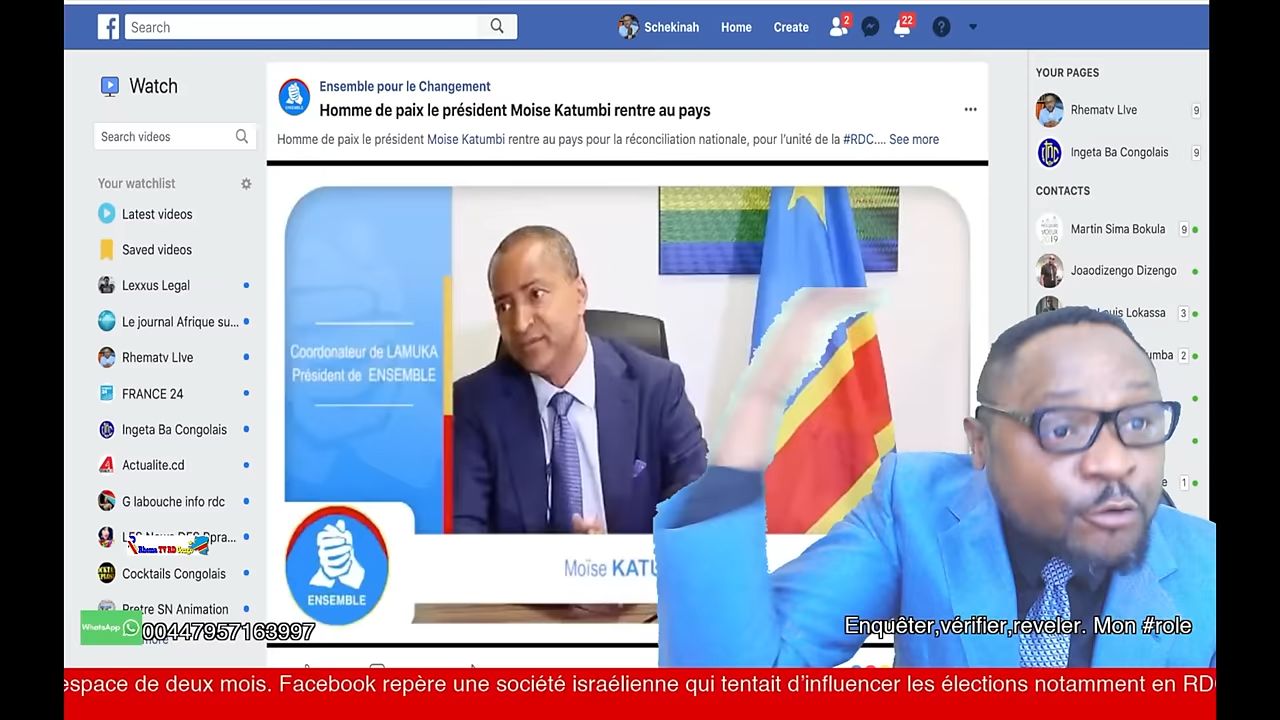 Search
Schekinah
Home
Create
2
22
Watch
Search videos
Your watchlist
Latest videos
Saved videos
Lexxus Legal
Le journal Afrique su...
Rhematv LIve
FRANCE 24
Ingeta Ba Congolais
Actualite.cd
G labouche info rdc
Rhema TV RD Congo
Cocktails Congolais
Pretre SN Animation
WhatsApp
00447957163997
Ensemble pour le Changement
Homme de paix le président Moise Katumbi rentre au pays
Homme de paix le président Moise Katumbi rentre au pays pour la réconciliation nationale, pour l'unité de la #RDC.... See more
Coordonateur de LAMUKA
Président de ENSEMBLE
ENSEMBLE
ENSEMBLE
Moïse KATU
YOUR PAGES
Rhematv LIve 9
Ingeta Ba Congolais 9
CONTACTS
Martin Sima Bokula 9
Joaodizengo Dizengo
Louis Lokassa 3
umba 2
e 1
Enquêter,vérifier,reveler. Mon #role
espace de deux mois. Facebook repère une société israélienne qui tentait d'influencer les élections notamment en RD